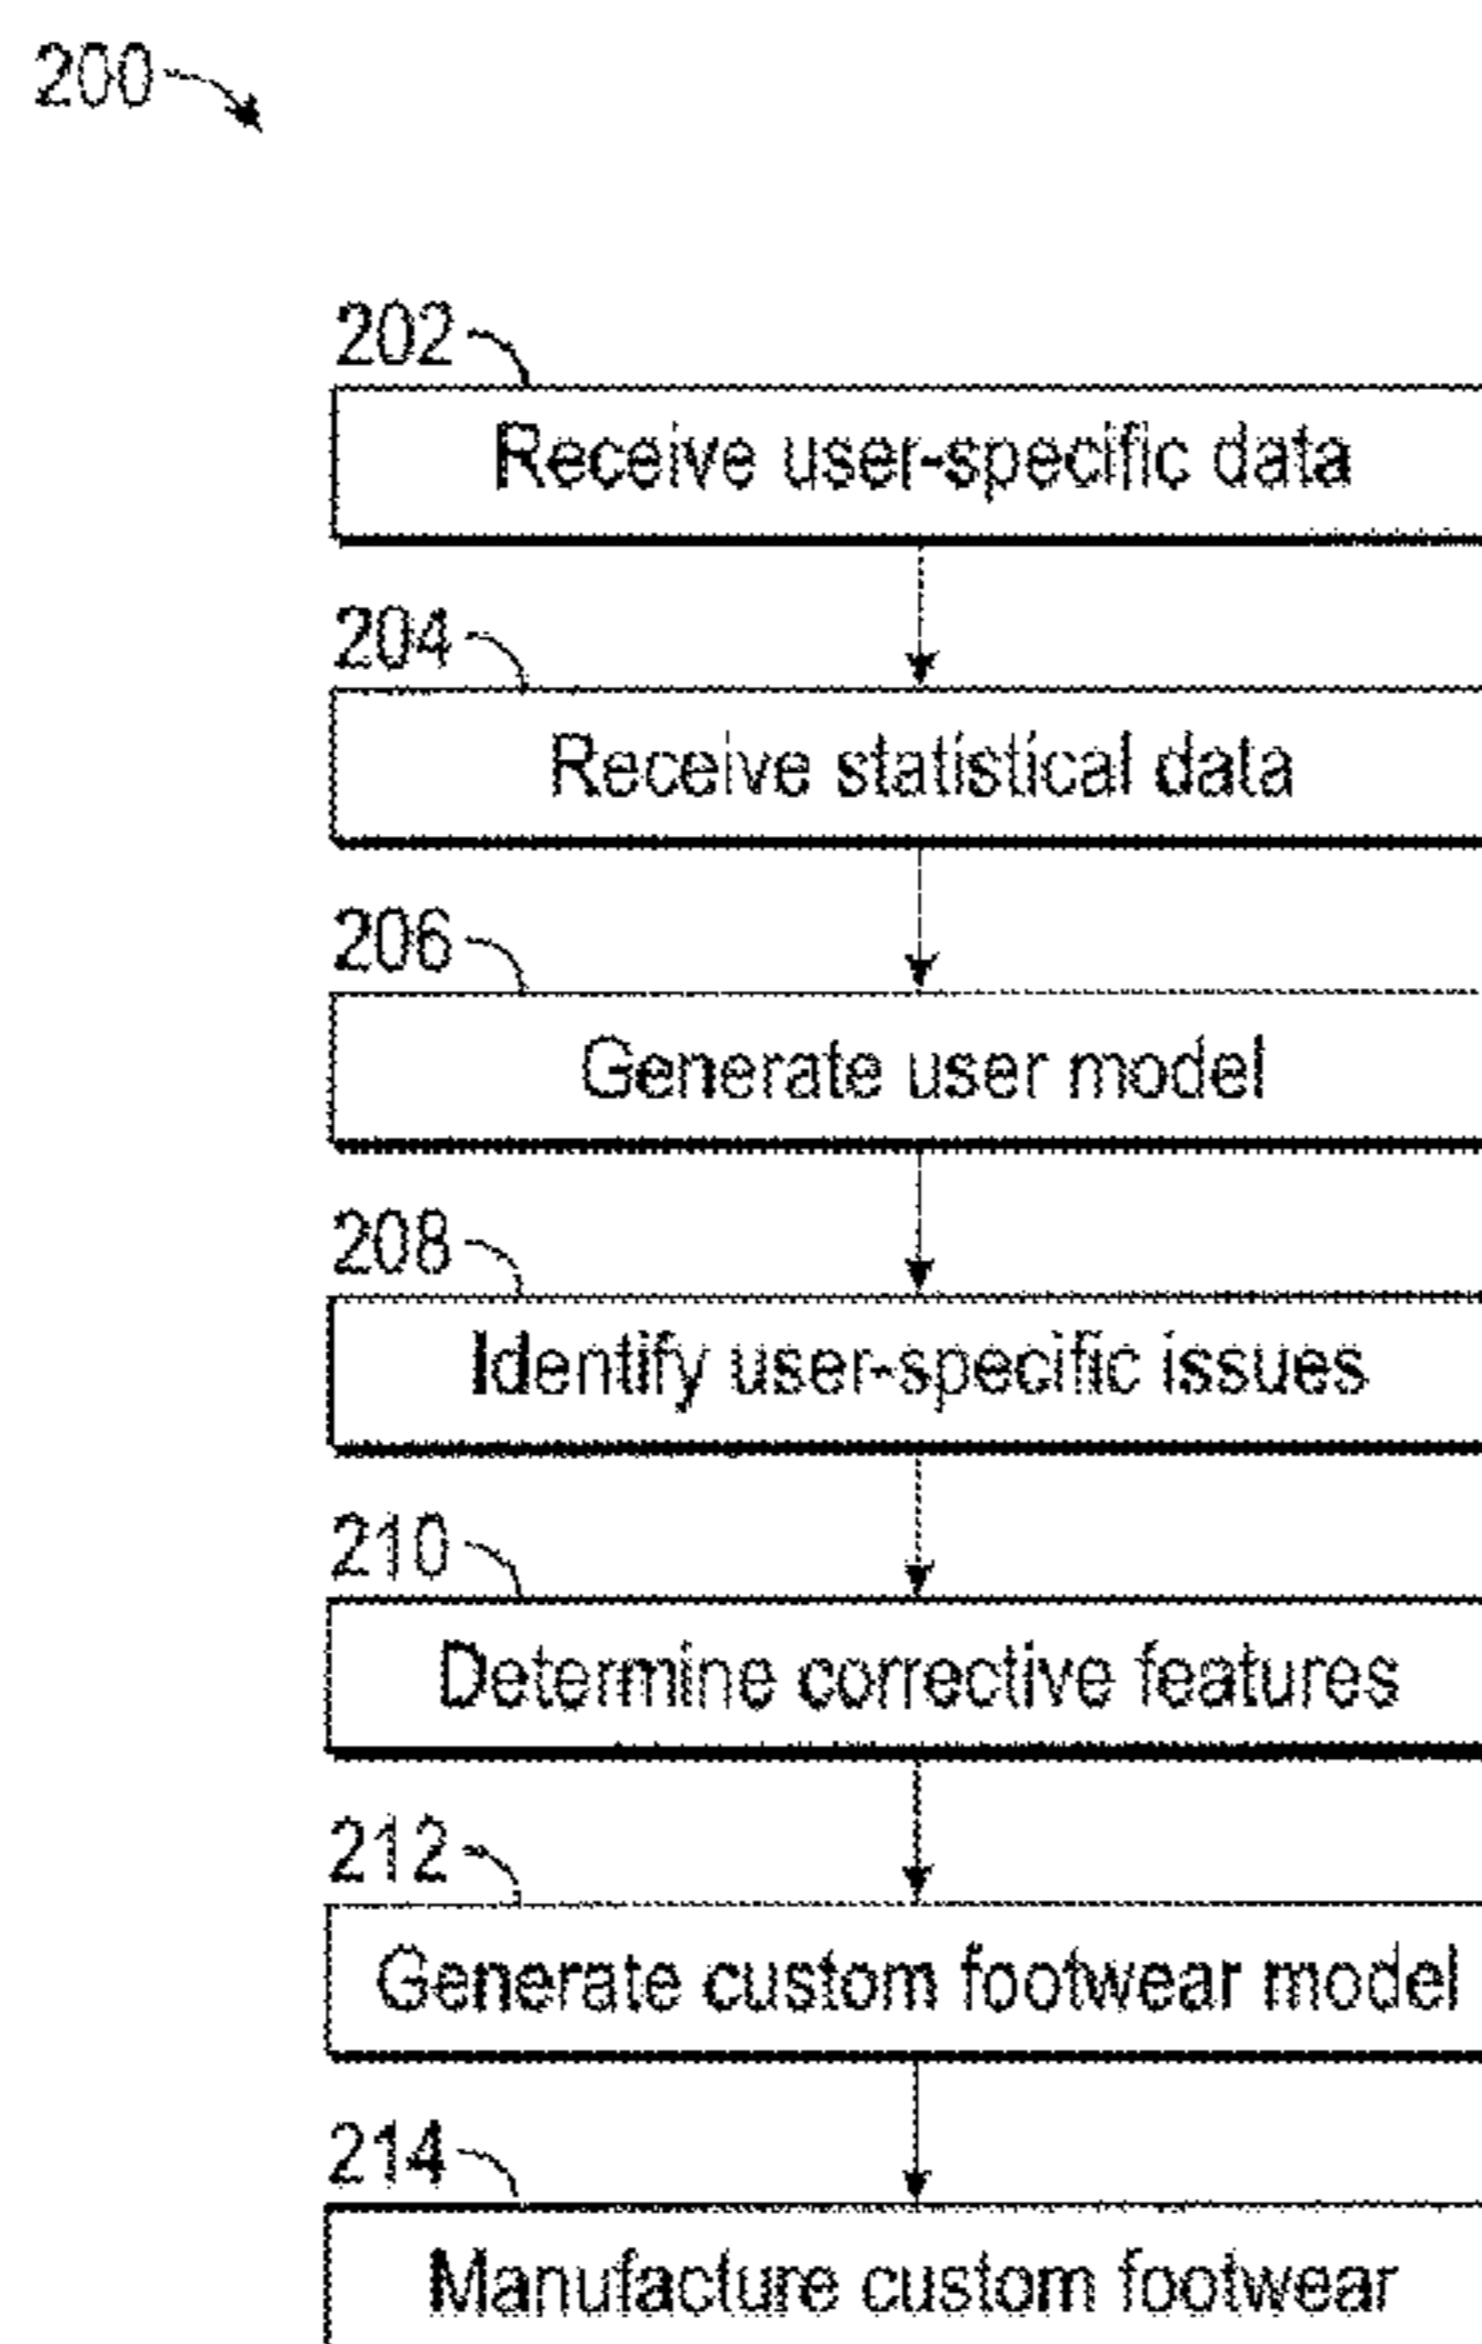 200
202
Receive user-specific data
204
Receive statistical data
206
Generate user model
208
Identify user-specific issues
210
Determine corrective features
212
Generate custom footwear model
214
Manufacture custom footwear